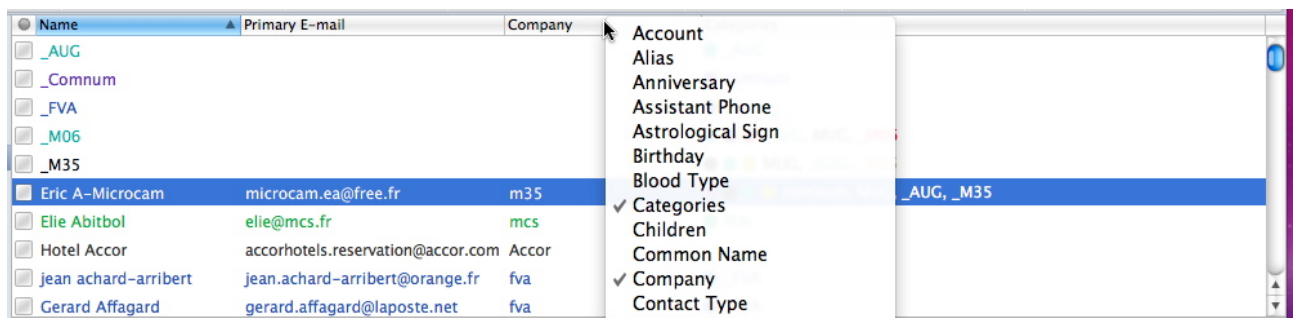 Name Primary E-mail Company
_AUG
_Comnum
_FVA
_M06
_M35
Eric A-Microcam microcam.ea@free.fr m35 _AUG, _M35
Elie Abitbol elie@mcs.fr mcs
Hotel Accor accorhotels.reservation@accor.com Accor
jean achard-arribert jean.achard-arribert@orange.fr fva
Gerard Affagard gerard.affagard@laposte.net fva
Account
Alias
Anniversary
Assistant Phone
Astrological Sign
Birthday
Blood Type
✓ Categories
Children
Common Name
✓ Company
Contact Type